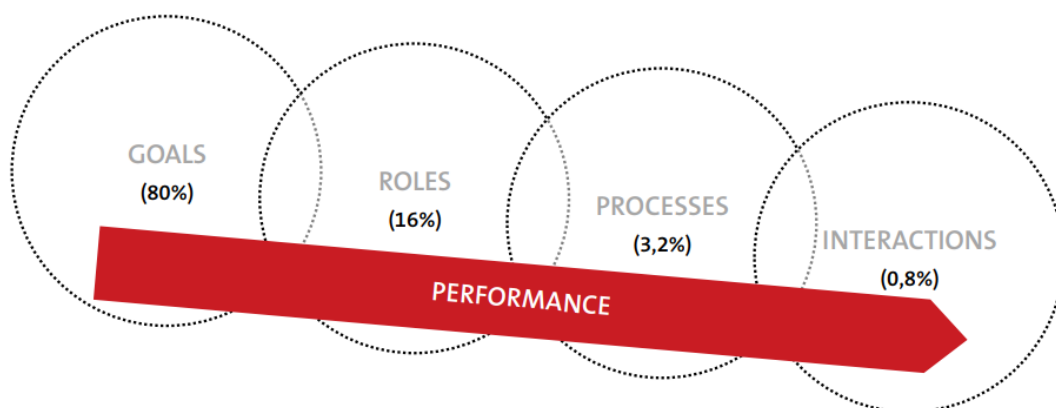 GOALS
(80%)
ROLES
(16%)
PROCESSES
(3,2%)
INTERACTIONS
(0,8%)
PERFORMANCE